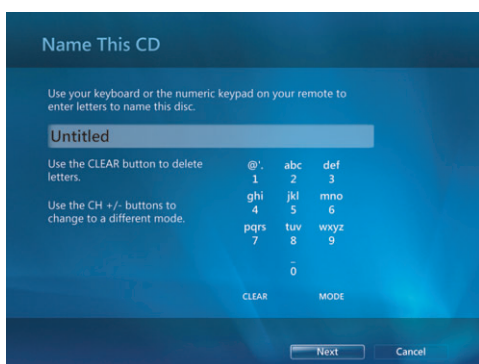 Name This CD
Use your keyboard or the numeric keypad on your remote to
enter letters to name this disc.
Untitled
Use the CLEAR button to delete
letters.
Use the CH +/- buttons to
change to a different mode.
@'. abc def
1 2 3
ghi jkl mno
4 5 6
pqrs tuv wxyz
7 8 9
_
0
CLEAR MODE
Next Cancel